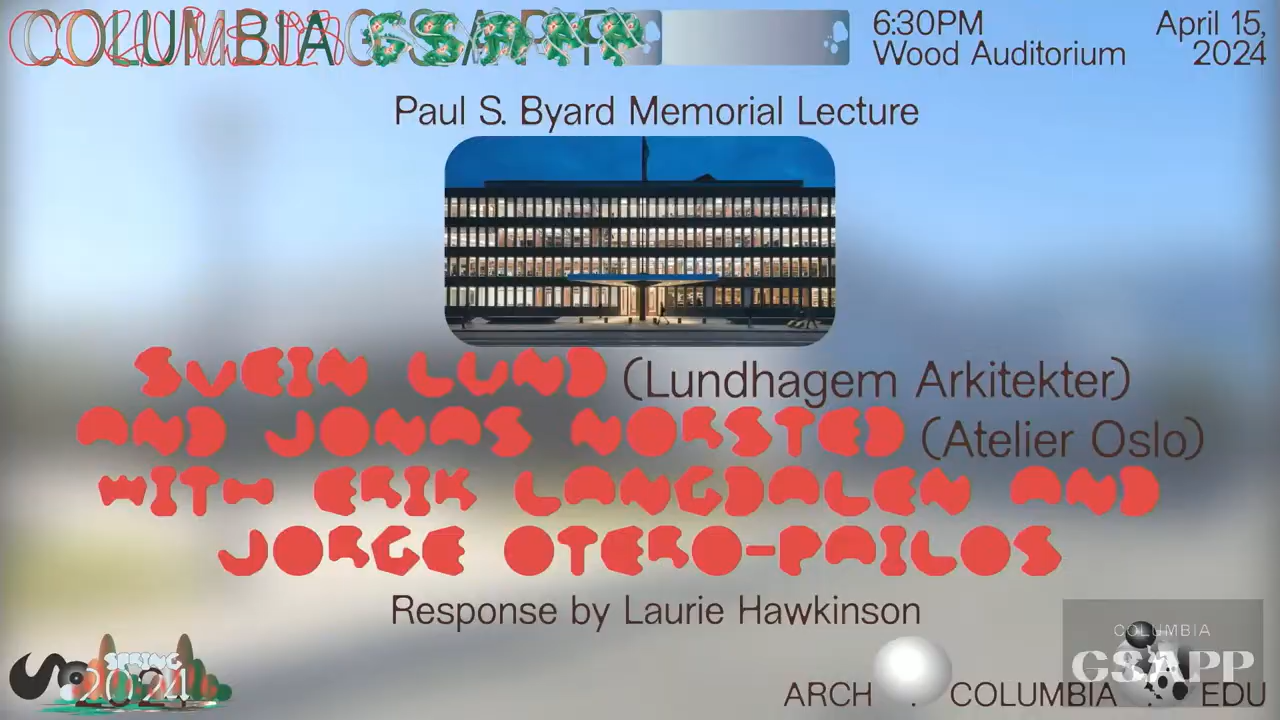 COLUMBIA GSAPP
6:30PM
Wood Auditorium
April 15,
2024
Paul S. Byard Memorial Lecture
SVEIN LUND (Lundhagem Arkitekter)
AND JONAS NORSTED (Atelier Oslo)
WITH ERIK LANGDALEN AND
JORGE OTERO-PAILOS
Response by Laurie Hawkinson
SPRING
2024
ARCH . COLUMBIA . EDU
COLUMBIA
GSAPP